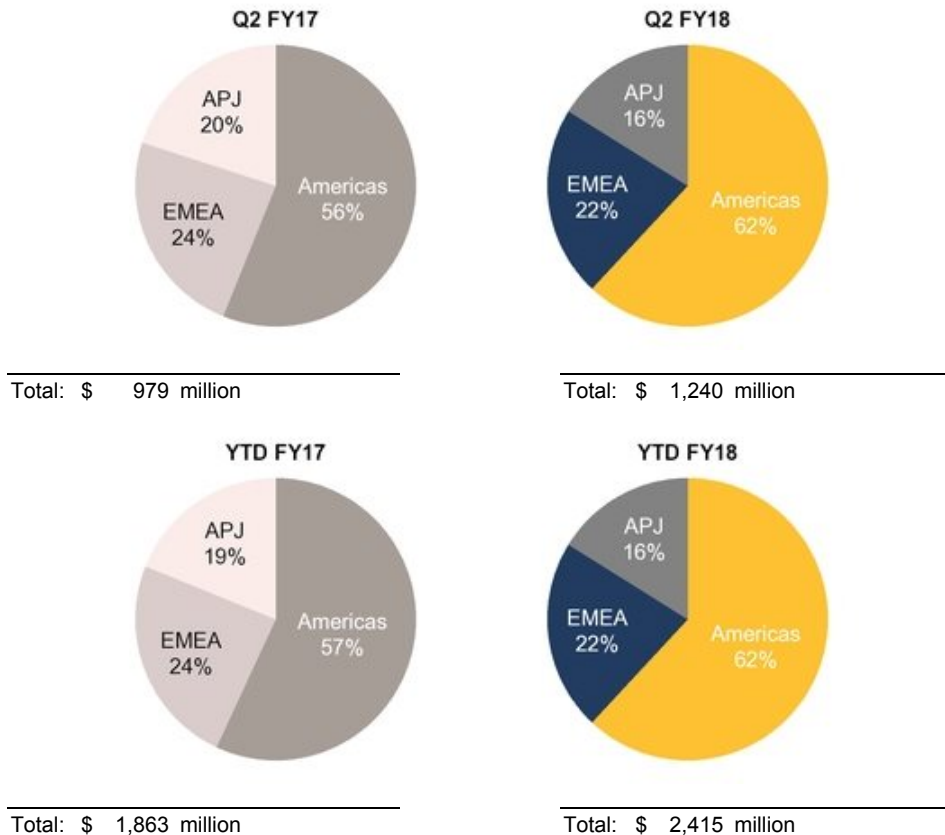 Q2 FY17
APJ
20%
EMEA
24%
Americas
56%
Total: $ 979 million
Q2 FY18
APJ
16%
EMEA
22%
Americas
62%
Total: $ 1,240 million
YTD FY17
APJ
19%
EMEA
24%
Americas
57%
Total: $ 1,863 million
YTD FY18
APJ
16%
EMEA
22%
Americas
62%
Total: $ 2,415 million